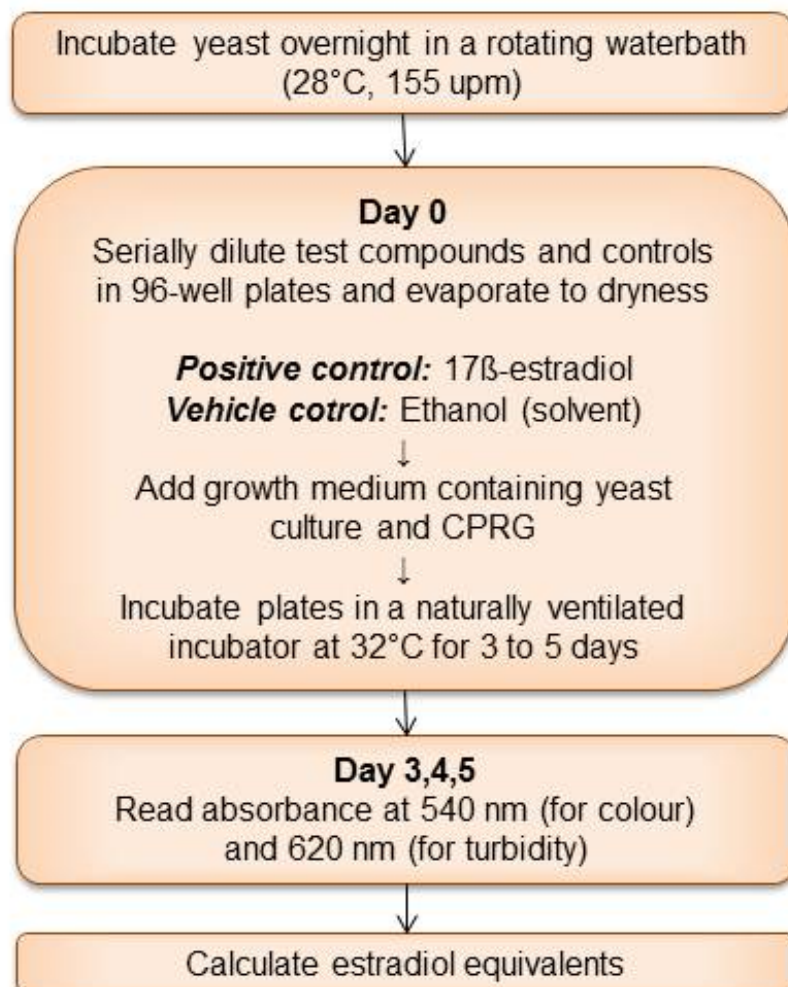 Incubate yeast overnight in a rotating waterbath
(28°C, 155 upm)
Day 0
Serially dilute test compounds and controls
in 96-well plates and evaporate to dryness
Positive control: 17ß-estradiol
Vehicle cotrol: Ethanol (solvent)
↓
Add growth medium containing yeast
culture and CPRG
↓
Incubate plates in a naturally ventilated
incubator at 32°C for 3 to 5 days
Day 3,4,5
Read absorbance at 540 nm (for colour)
and 620 nm (for turbidity)
Calculate estradiol equivalents